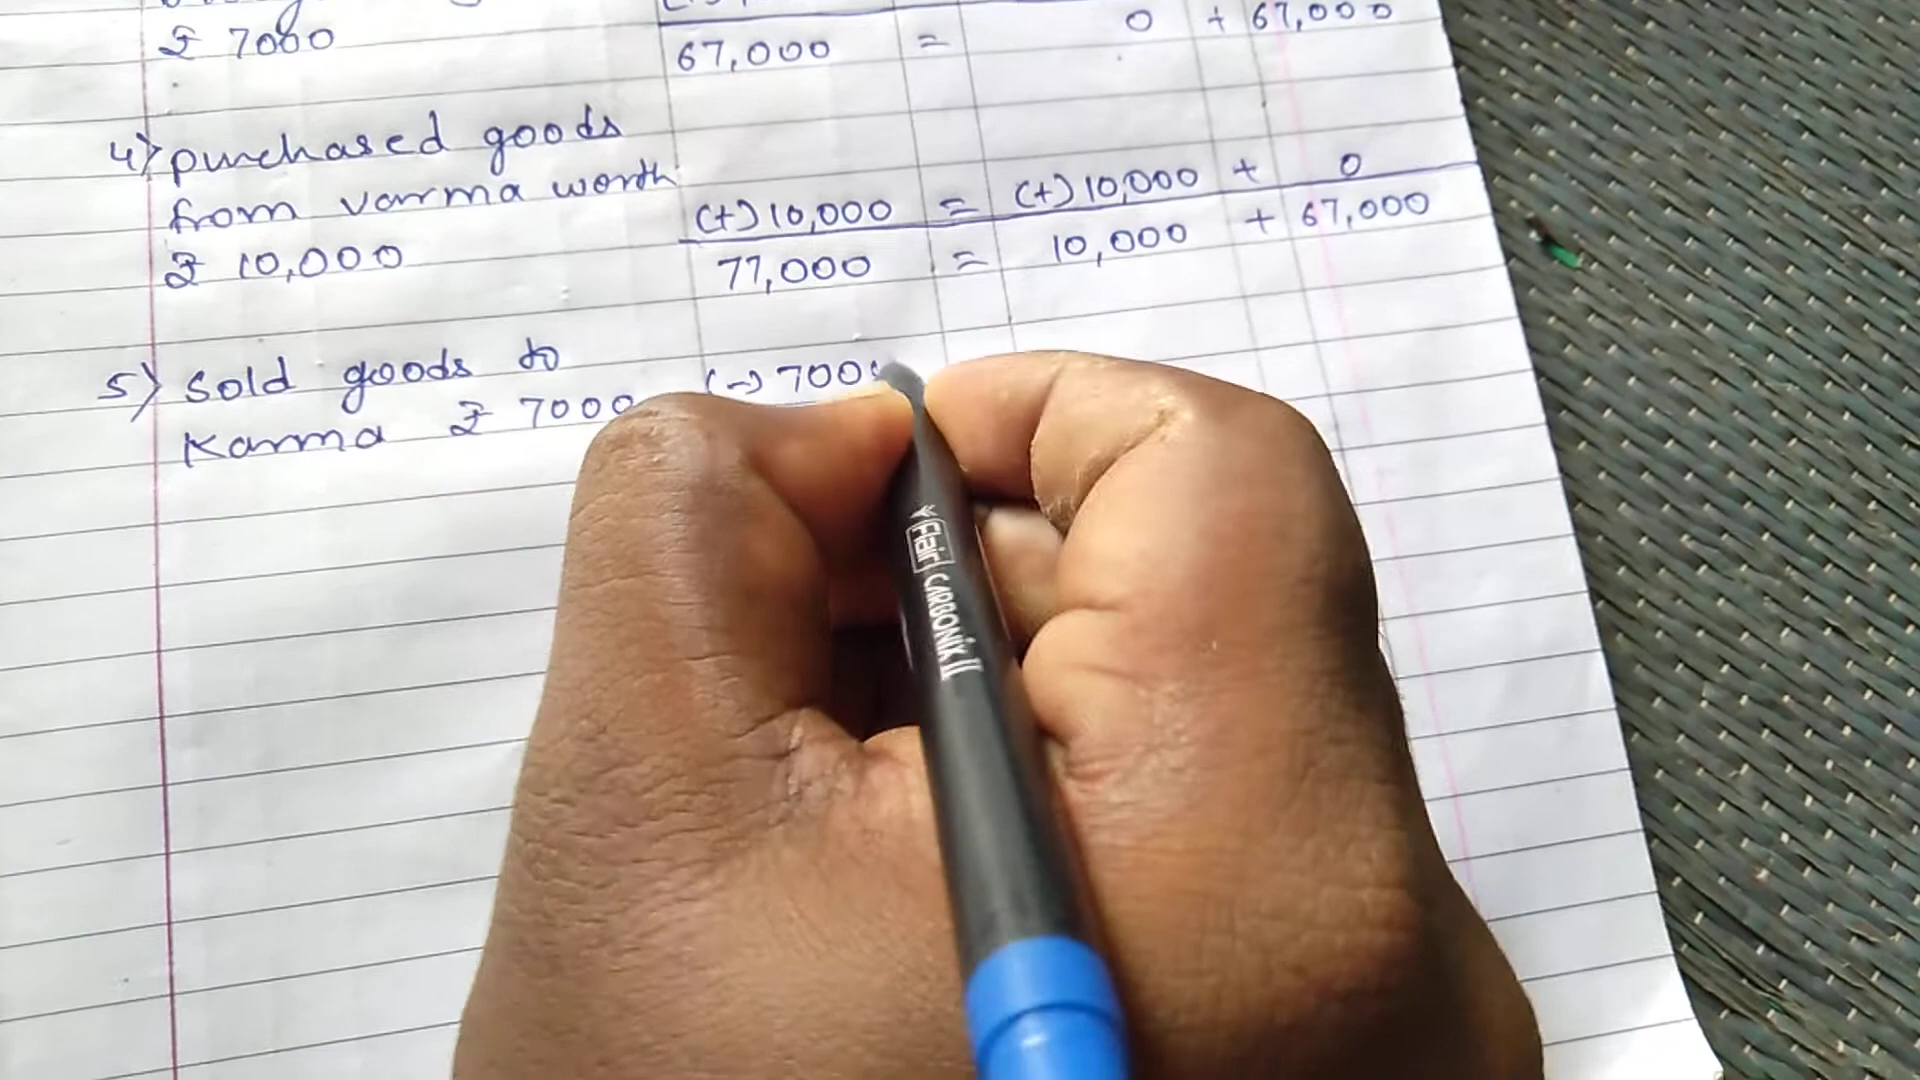 ₹ 7000
67,000 = 0 + 67,000
4) purchased goods
from varma worth
₹ 10,000
(+) 10,000 = (+) 10,000 + 0
77,000 = 10,000 + 67,000
5) Sold goods to
Karma ₹ 7000
(-) 700
Flair CARBONIX II